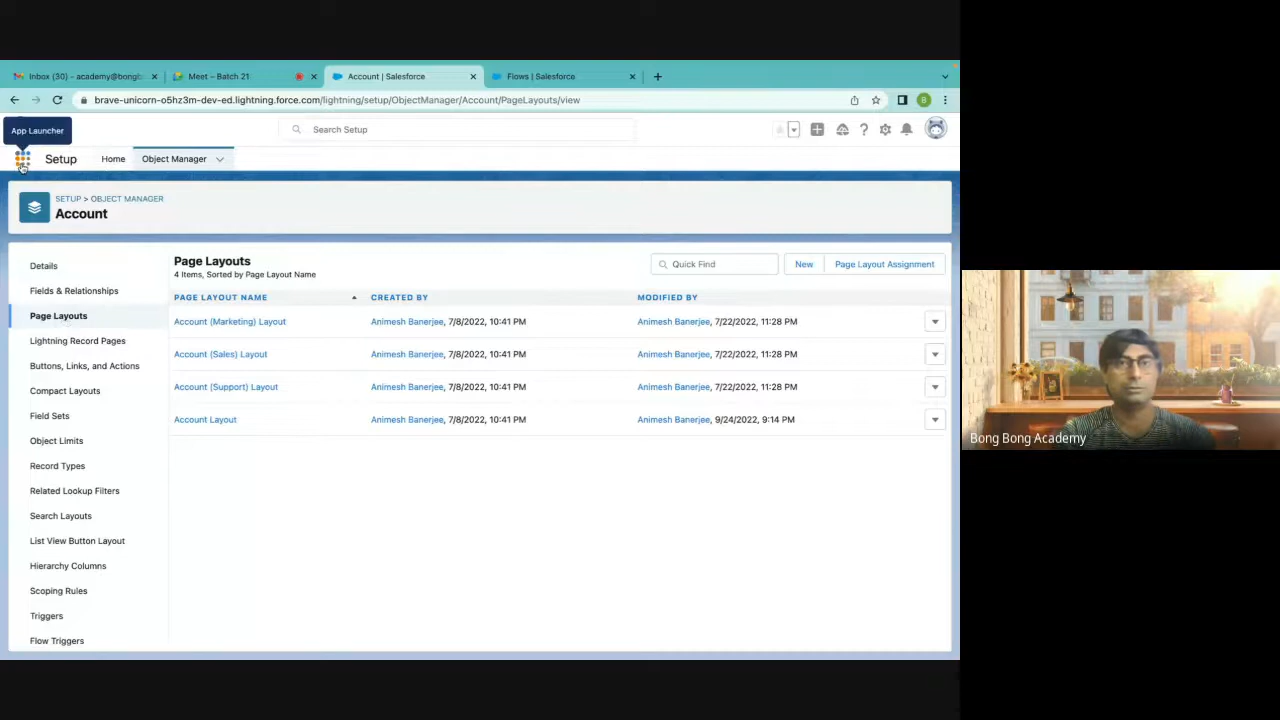 Inbox (30) – academy@bongb
Meet – Batch 21
Account | Salesforce
Flows | Salesforce
brave-unicorn-o5hz3m-dev-ed.lightning.force.com/lightning/setup/ObjectManager/Account/PageLayouts/view
B
App Launcher
Search Setup
Setup
Home
Object Manager
SETUP > OBJECT MANAGER
Account
Details
Fields & Relationships
Page Layouts
Lightning Record Pages
Buttons, Links, and Actions
Compact Layouts
Field Sets
Object Limits
Record Types
Related Lookup Filters
Search Layouts
List View Button Layout
Hierarchy Columns
Scoping Rules
Triggers
Flow Triggers
Page Layouts
4 Items, Sorted by Page Layout Name
Quick Find
New
Page Layout Assignment
PAGE LAYOUT NAME CREATED BY MODIFIED BY
Account (Marketing) Layout Animesh Banerjee, 7/8/2022, 10:41 PM Animesh Banerjee, 7/22/2022, 11:28 PM
Account (Sales) Layout Animesh Banerjee, 7/8/2022, 10:41 PM Animesh Banerjee, 7/22/2022, 11:28 PM
Account (Support) Layout Animesh Banerjee, 7/8/2022, 10:41 PM Animesh Banerjee, 7/22/2022, 11:28 PM
Account Layout Animesh Banerjee, 7/8/2022, 10:41 PM Animesh Banerjee, 9/24/2022, 9:14 PM
Bong Bong Academy